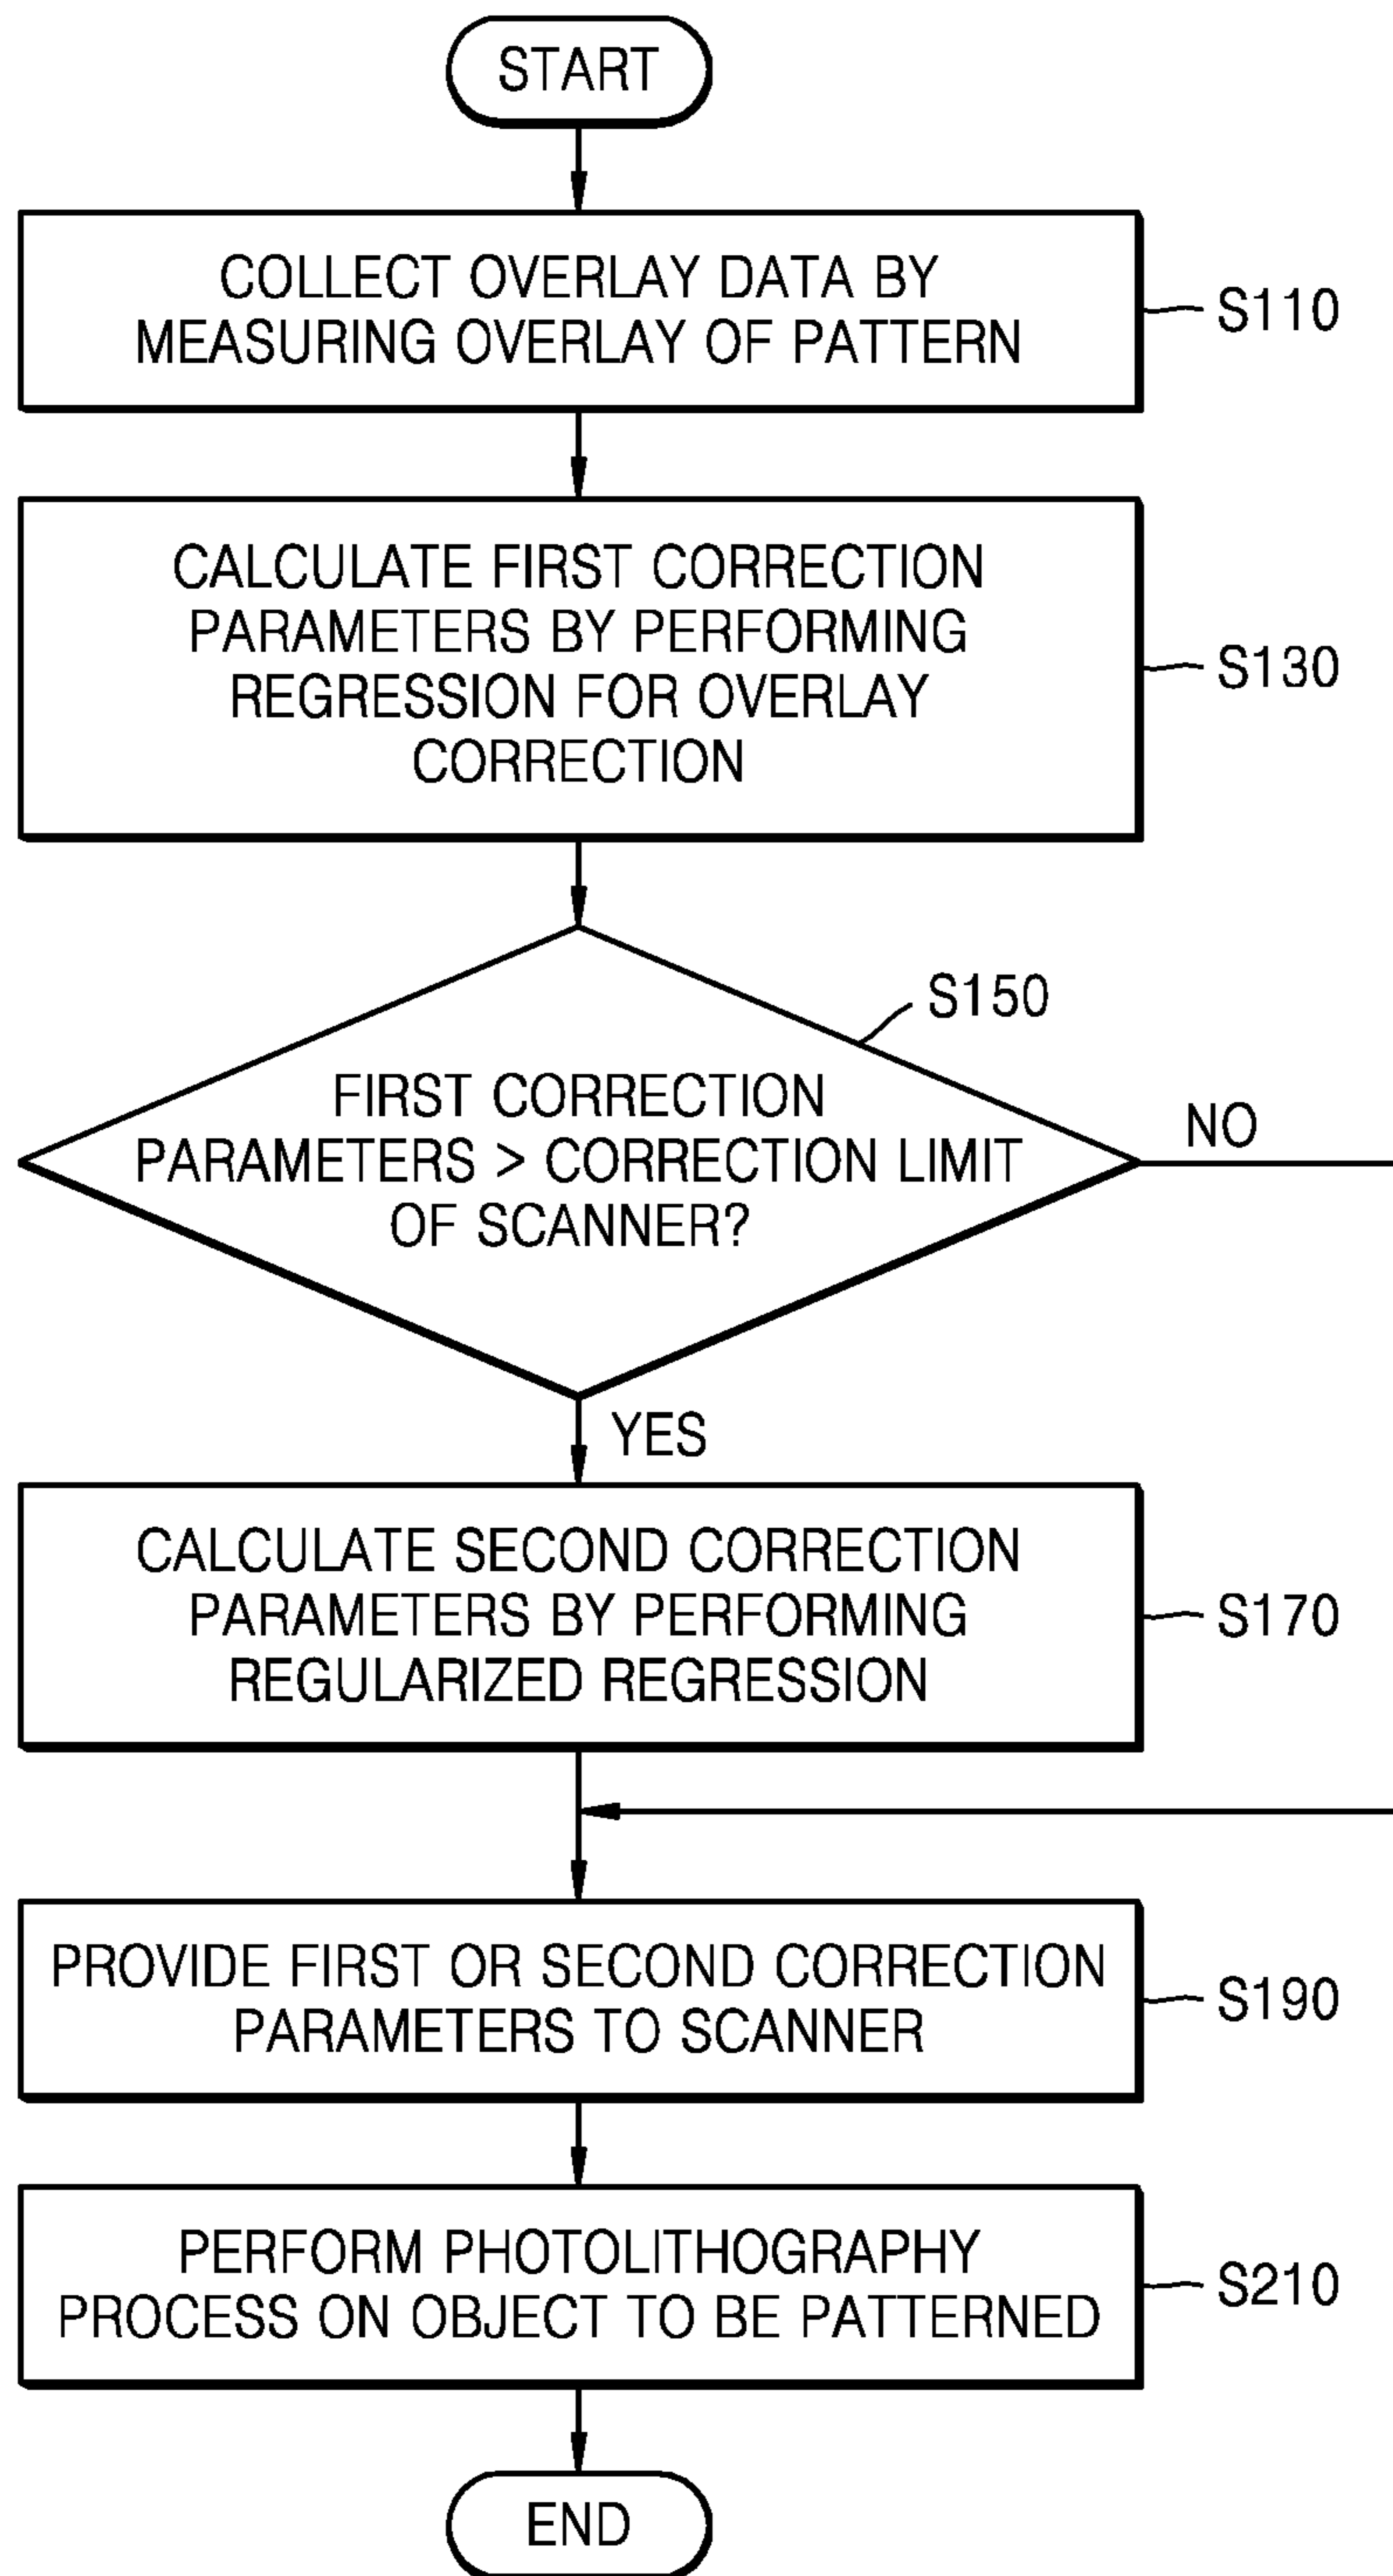 START
COLLECT OVERLAY DATA BY
MEASURING OVERLAY OF PATTERN
S110
CALCULATE FIRST CORRECTION
PARAMETERS BY PERFORMING
REGRESSION FOR OVERLAY
CORRECTION
S130
S150
FIRST CORRECTION
PARAMETERS > CORRECTION LIMIT
OF SCANNER?
NO
YES
CALCULATE SECOND CORRECTION
PARAMETERS BY PERFORMING
REGULARIZED REGRESSION
S170
PROVIDE FIRST OR SECOND CORRECTION
PARAMETERS TO SCANNER
S190
PERFORM PHOTOLITHOGRAPHY
PROCESS ON OBJECT TO BE PATTERNED
S210
END